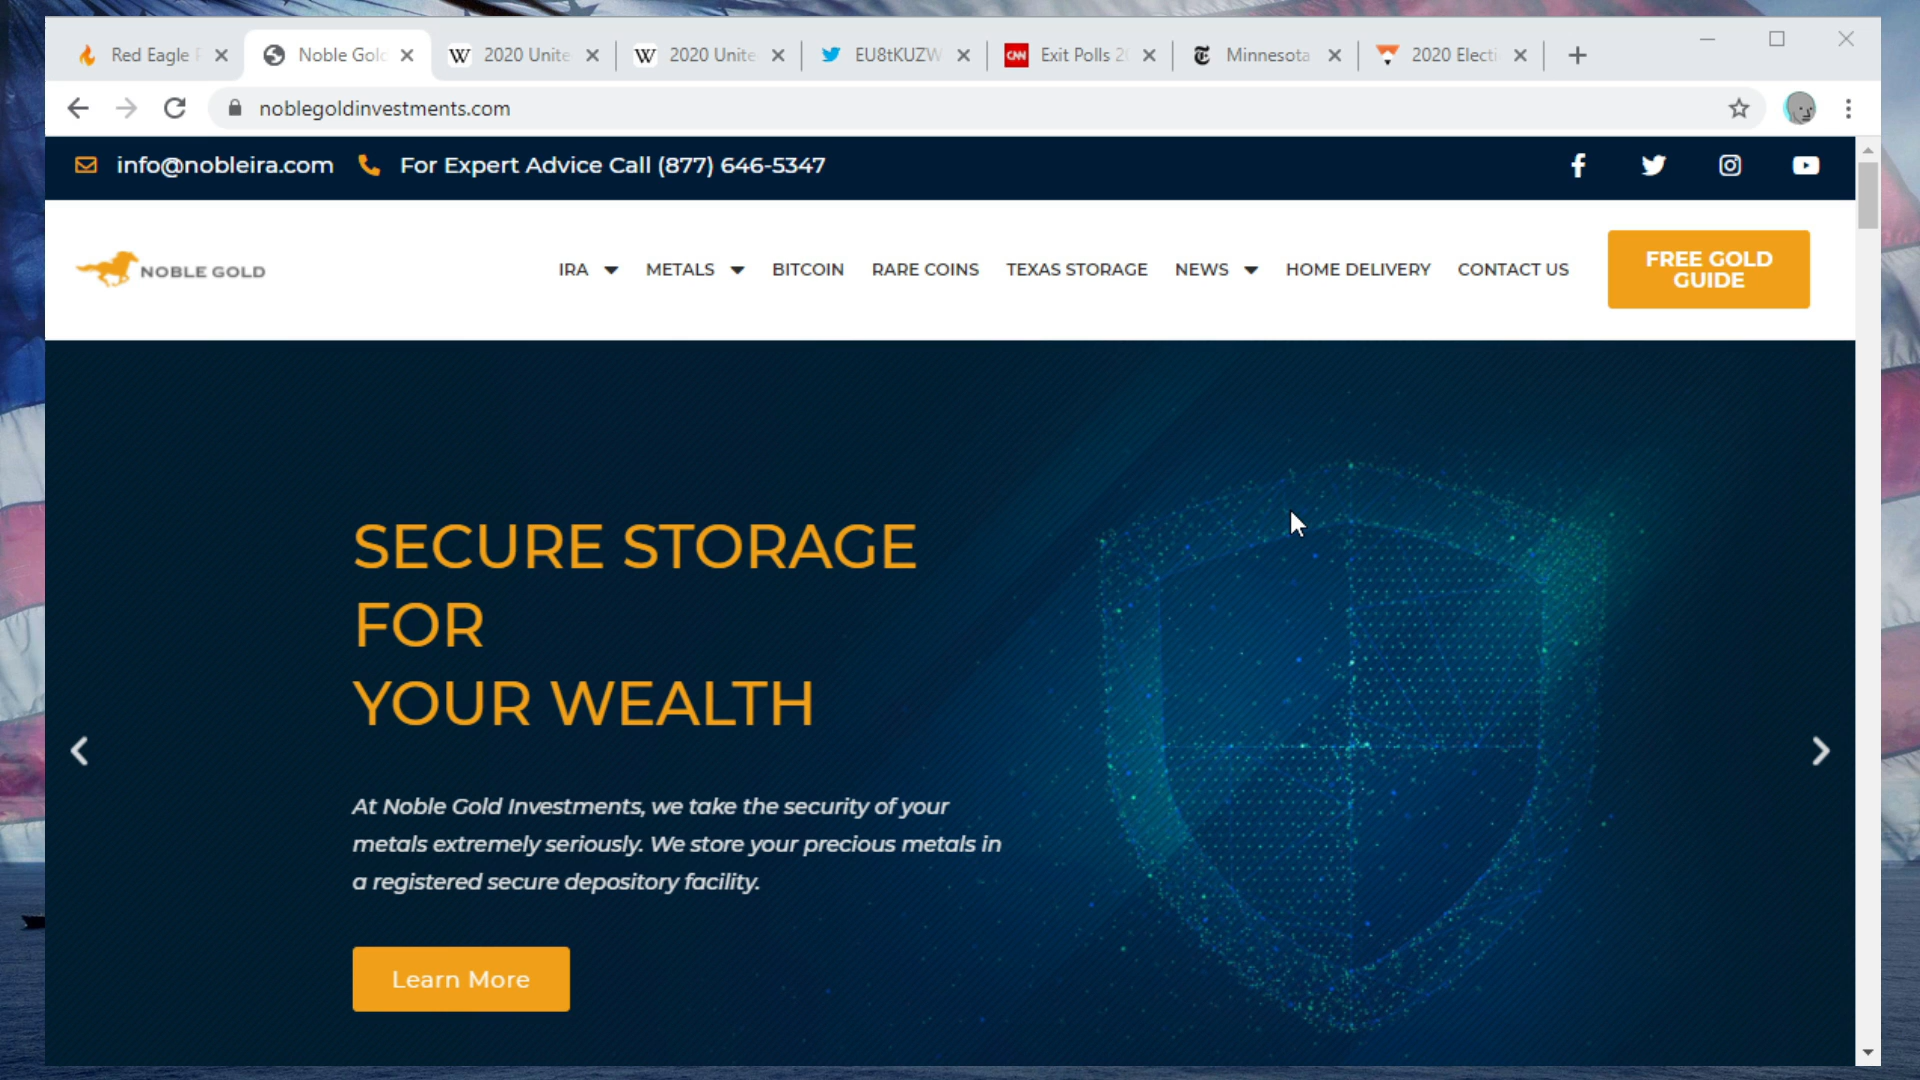 Red Eagle
Noble Gold
2020 Unite
2020 Unite
EU8tKUZW
CNN
Exit Polls 20
Minnesota
2020 Electi
noblegoldinvestments.com
info@nobleira.com
For Expert Advice Call (877) 646-5347
NOBLE GOLD
IRA
METALS
BITCOIN
RARE COINS
TEXAS STORAGE
NEWS
HOME DELIVERY
CONTACT US
FREE GOLD
GUIDE
SECURE STORAGE
FOR
YOUR WEALTH
At Noble Gold Investments, we take the security of your
metals extremely seriously. We store your precious metals in
a registered secure depository facility.
Learn More